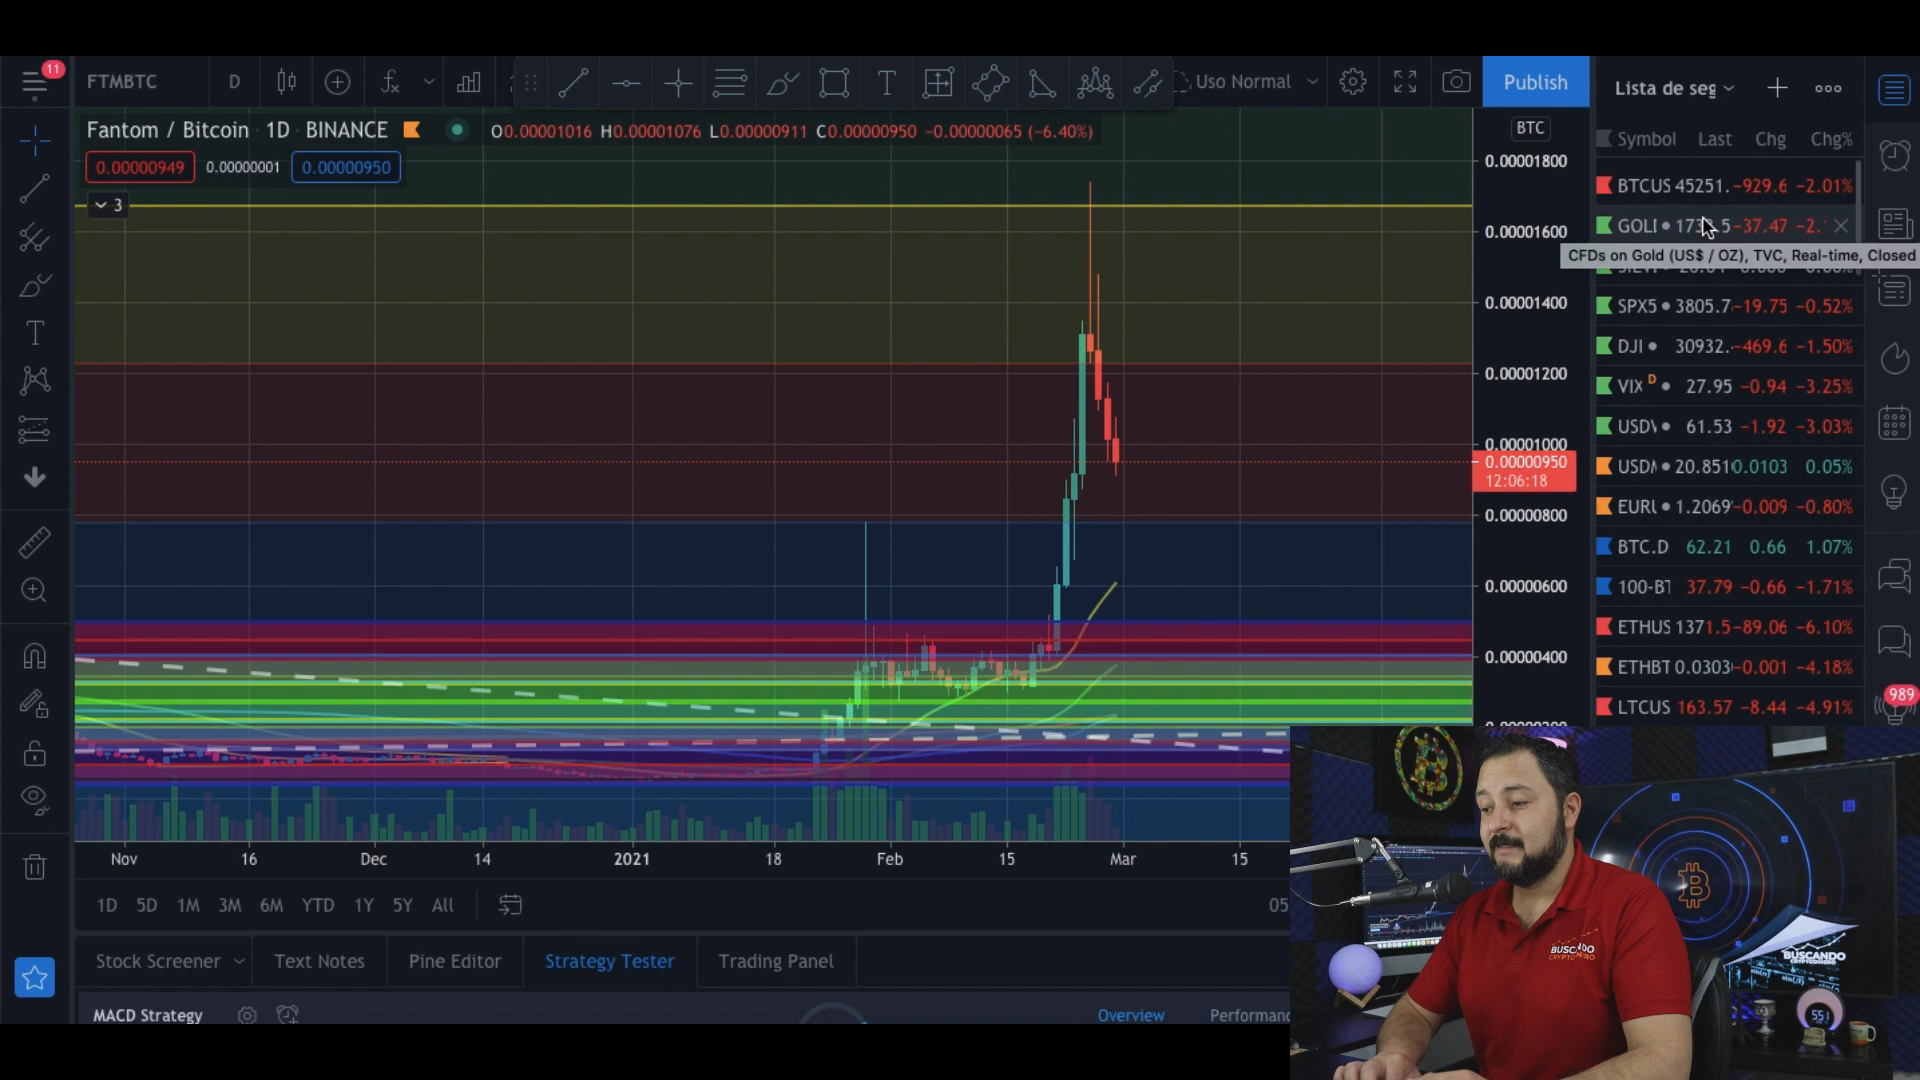 11
FTMBTC
D
Uso Normal
Publish
Lista de seg
Fantom / Bitcoin 1D BINANCE O0.00001016 H0.00001076 L0.00000911 C0.00000950 −0.00000065 (−6.40%)
0.00000949 0.00000001 0.00000950
3
BTC
0.00001800
0.00001600
0.00001400
0.00001200
0.00001000
0.00000950
12:06:18
0.00000800
0.00000600
0.00000400
Symbol Last Chg Chg%
BTCUS 45251. −929.6 −2.01%
GOLI −37.47 −2.
CFDs on Gold (US$ / OZ), TVC, Real-time, Closed
SPX5 3805.7 −19.75 −0.52%
DJI 30932. −469.6 −1.50%
VIX D 27.95 −0.94 −3.25%
USDV 61.53 −1.92 −3.03%
USDM 20.851 0.0103 0.05%
EURU 1.2069 −0.009 −0.80%
BTC.D 62.21 0.66 1.07%
100-BT 37.79 −0.66 −1.71%
ETHUS 1371.5 −89.06 −6.10%
ETHBT 0.0303 −0.001 −4.18%
LTCUS 163.57 −8.44 −4.91%
989
Nov 16 Dec 14 2021 18 Feb 15 Mar 15
1D 5D 1M 3M 6M YTD 1Y 5Y All
05
Stock Screener Text Notes Pine Editor Strategy Tester Trading Panel
MACD Strategy
Overview Performanc
BUSCANDO
BUSCANDO
551